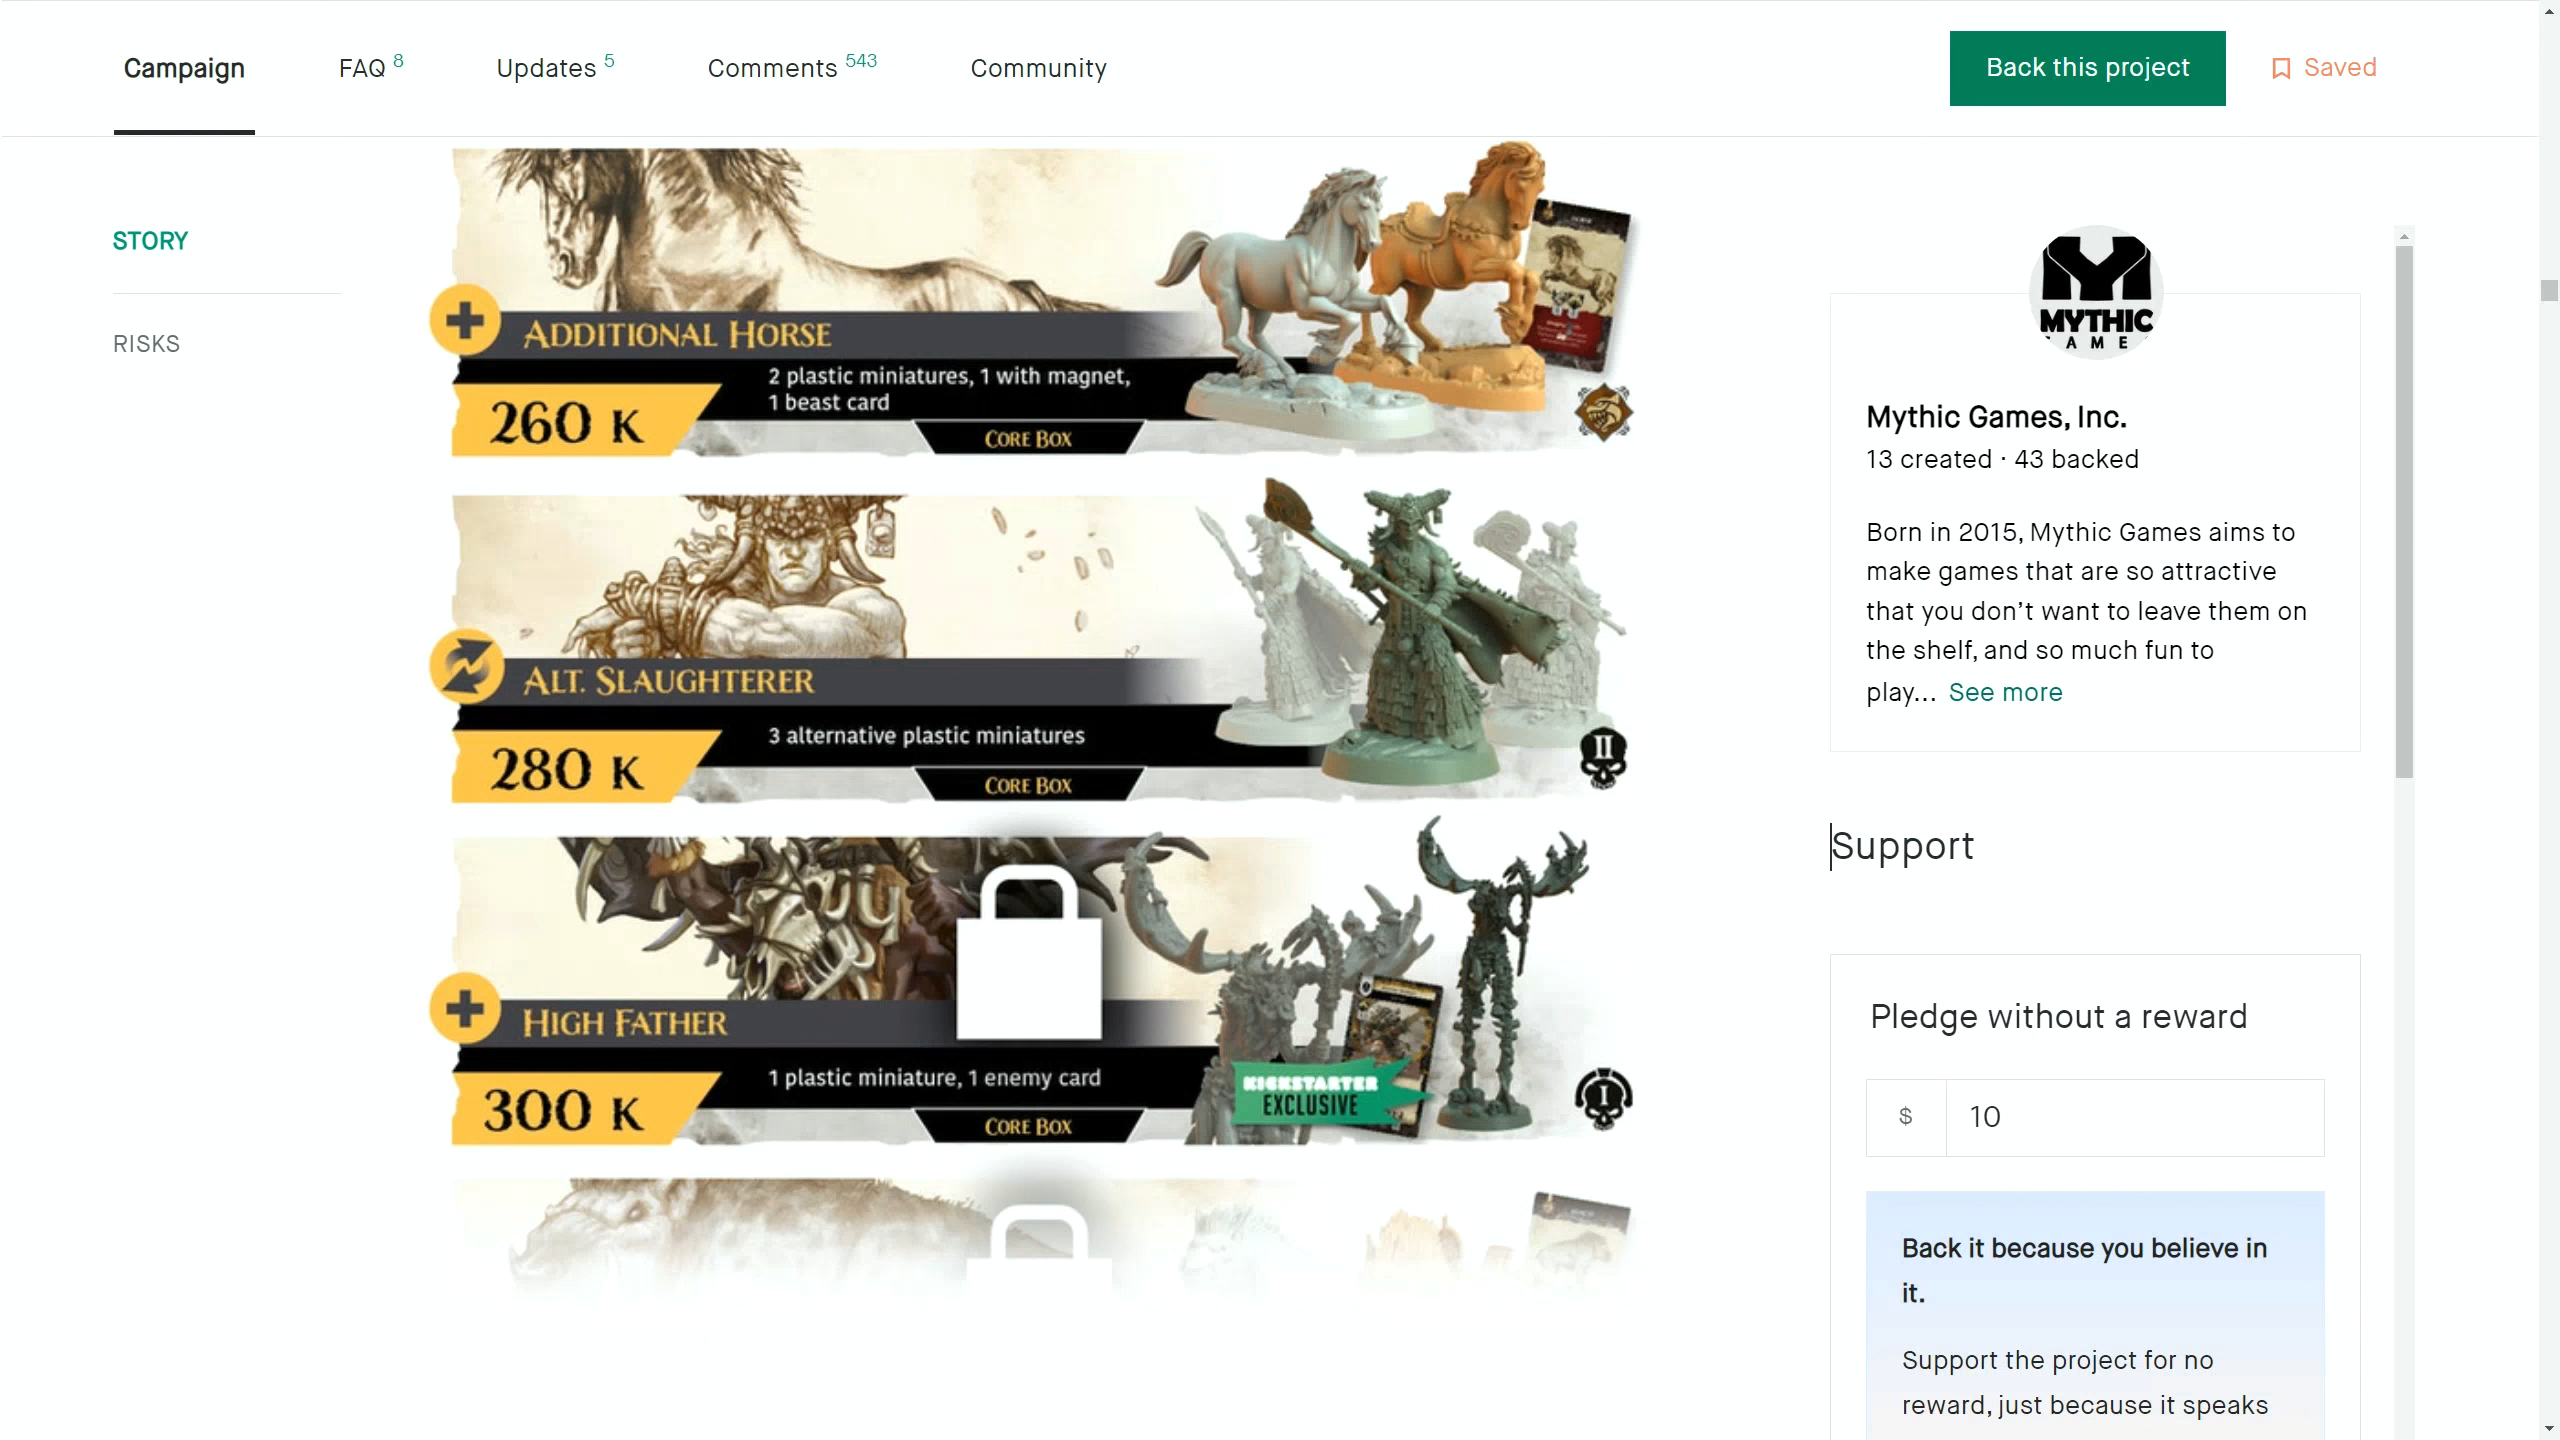 Campaign
FAQ 8
Updates 5
Comments 543
Community
Back this project
Saved
STORY
RISKS
ADDITIONAL HORSE
2 plastic miniatures, 1 with magnet,
1 beast card
260 K
CORE BOX
ALT. SLAUGHTERER
3 alternative plastic miniatures
280 K
CORE BOX
II
HIGH FATHER
1 plastic miniature, 1 enemy card
300 K
CORE BOX
KICKSTARTER
EXCLUSIVE
I
MYTHIC
GAME
Mythic Games, Inc.
13 created · 43 backed
Born in 2015, Mythic Games aims to
make games that are so attractive
that you don’t want to leave them on
the shelf, and so much fun to
play... See more
Support
Pledge without a reward
$ 10
Back it because you believe in
it.
Support the project for no
reward, just because it speaks